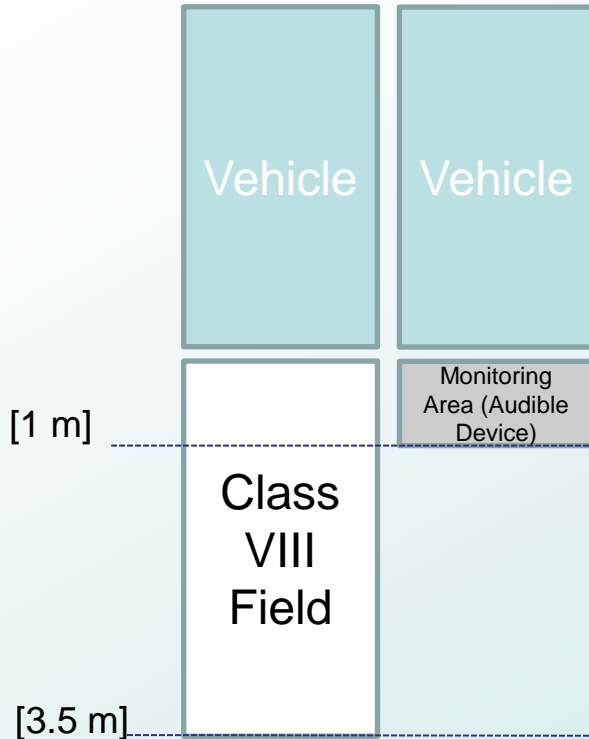 Vehicle
Vehicle
Monitoring
Area (Audible
Device)
[1 m]
Class
VIII
Field
[3.5 m]